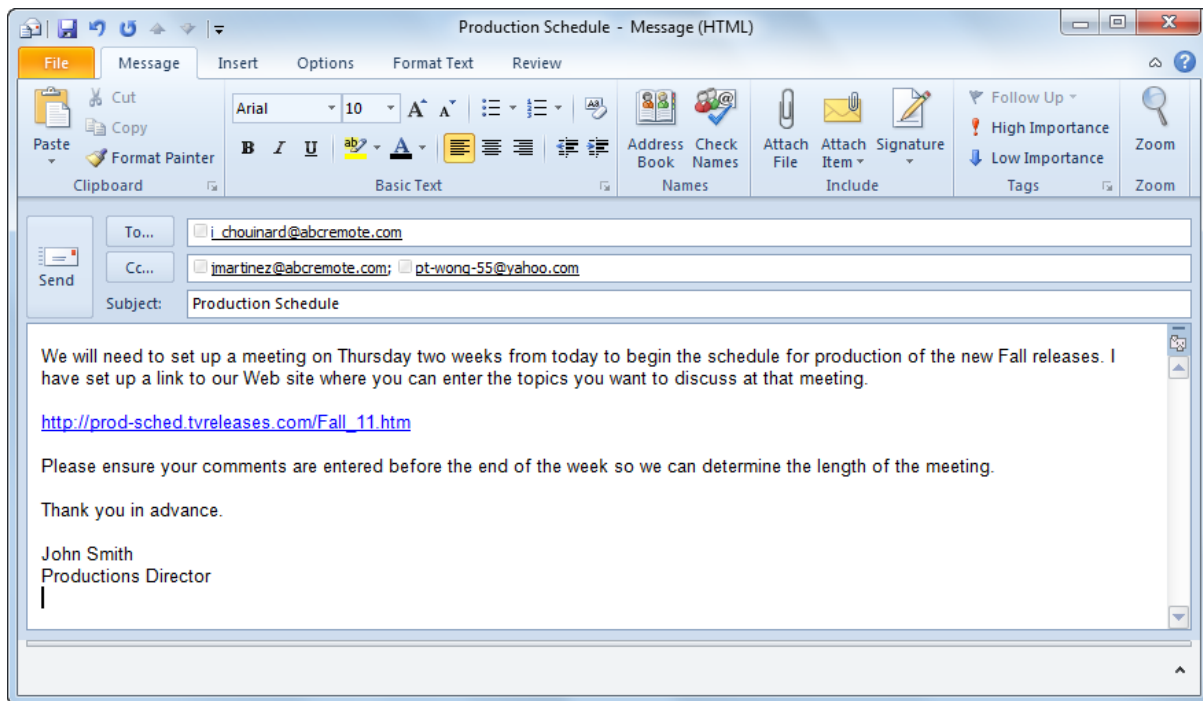 Production Schedule - Message (HTML)
File Message Insert Options Format Text Review
Paste
Cut
Copy
Format Painter
Clipboard
Arial 10
B I U ab A
Basic Text
Address Book
Check Names
Names
Attach File
Attach Item
Signature
Include
Follow Up
High Importance
Low Importance
Tags
Zoom
Zoom
Send
To... i_chouinard@abcremote.com
Cc... jmartinez@abcremote.com; pt-wong-55@yahoo.com
Subject: Production Schedule
We will need to set up a meeting on Thursday two weeks from today to begin the schedule for production of the new Fall releases. I
have set up a link to our Web site where you can enter the topics you want to discuss at that meeting.
http://prod-sched.tvreleases.com/Fall_11.htm
Please ensure your comments are entered before the end of the week so we can determine the length of the meeting.
Thank you in advance.
John Smith
Productions Director